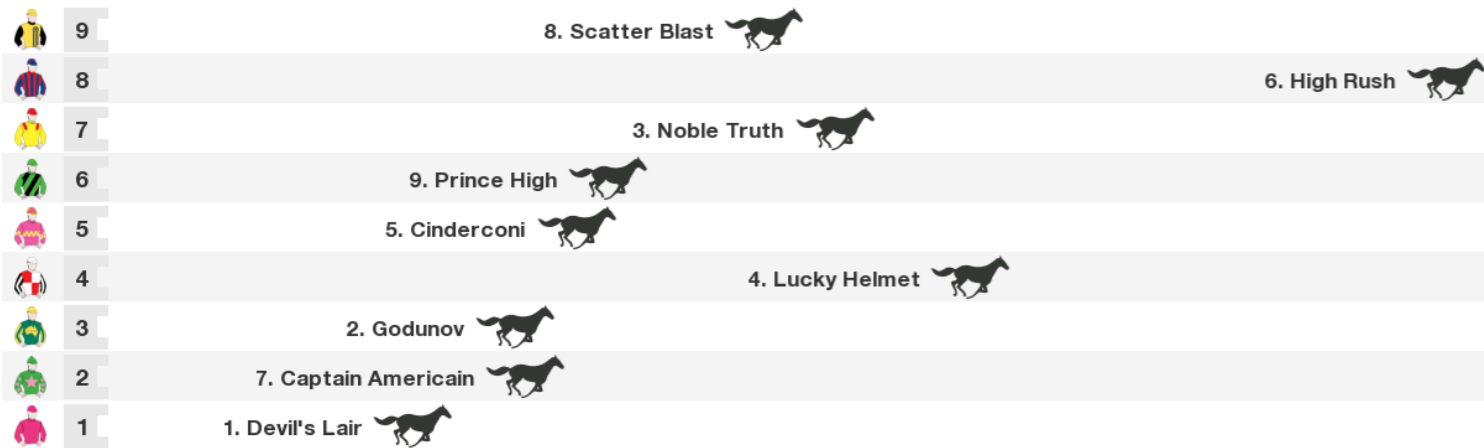 9 8. Scatter Blast
8 6. High Rush
7 3. Noble Truth
6 9. Prince High
5 5. Cinderconi
4 4. Lucky Helmet
3 2. Godunov
2 7. Captain Americain
1 1. Devil's Lair